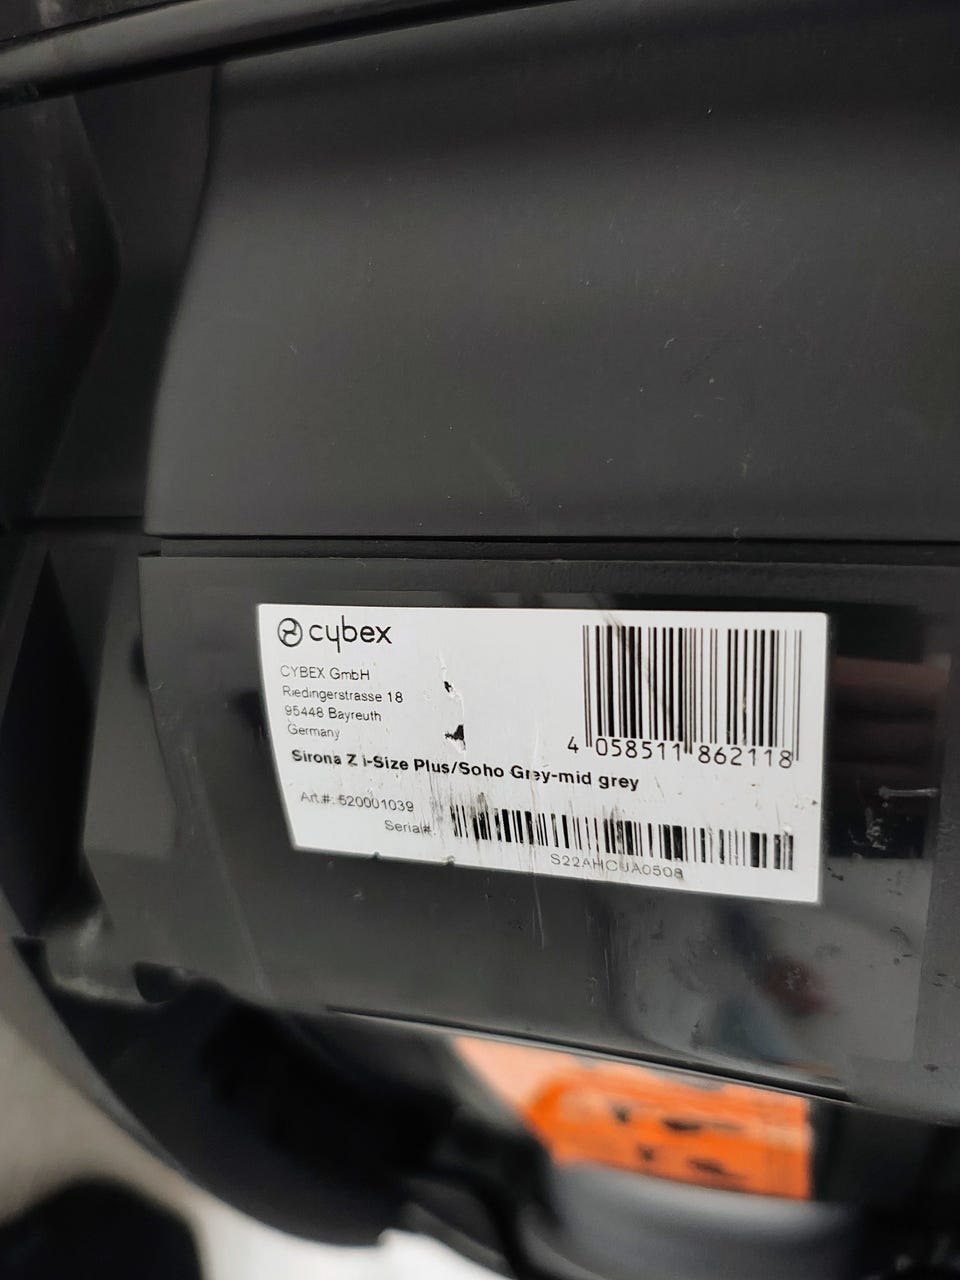 cybex
CYBEX GmbH
Riedingerstrasse 18
95448 Bayreuth
Germany
4 058511 862118
Sirona Z i-Size Plus/Soho Grey-mid grey
Art.#: 520001039
Serial#:
S22AHCUA0508